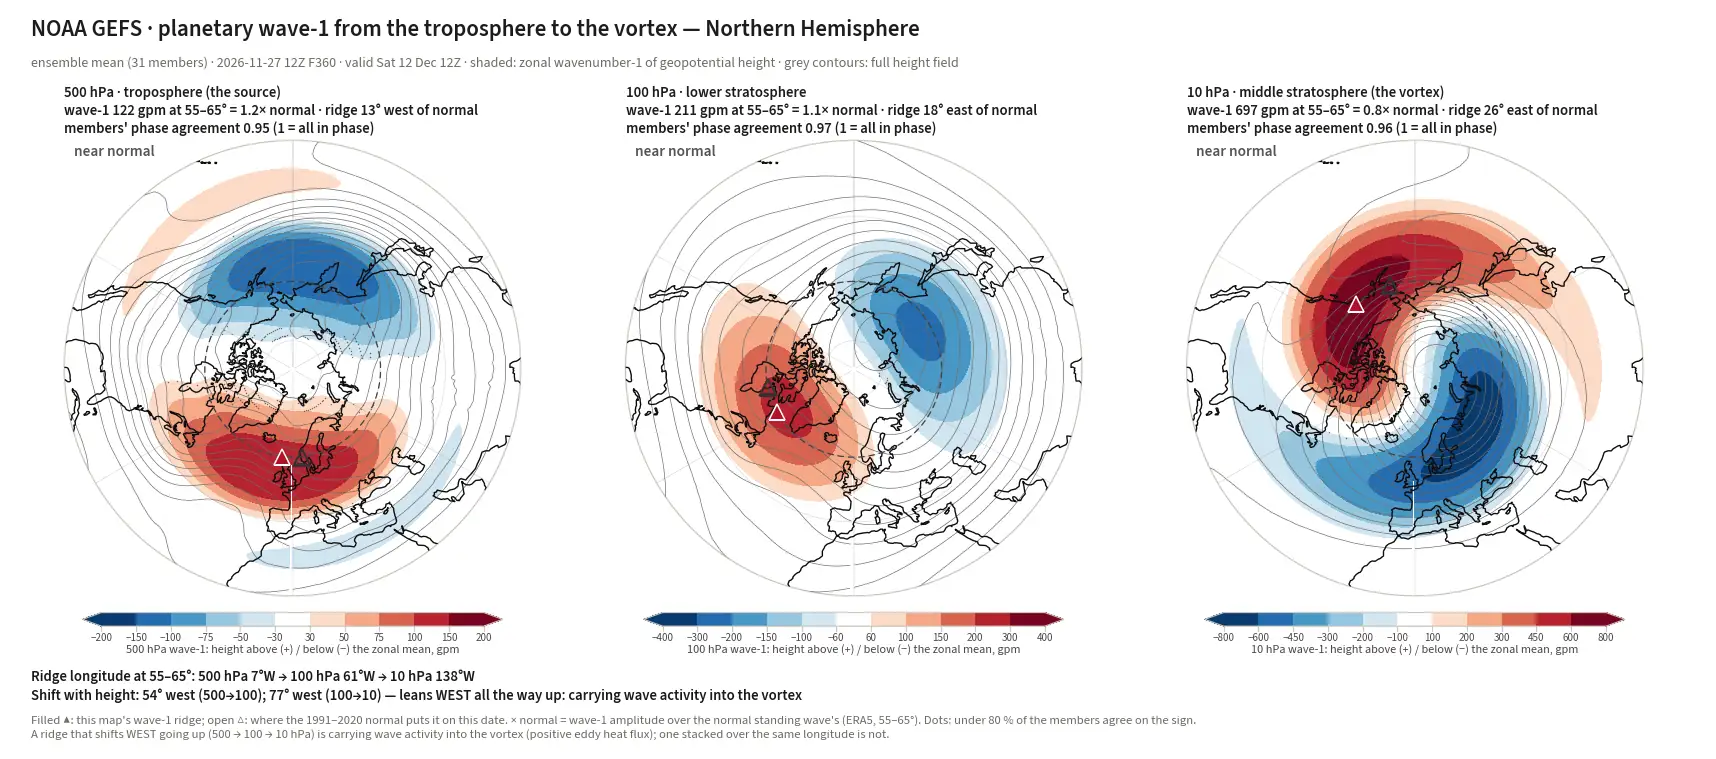 NOAA GEFS · planetary wave-1 from the troposphere to the vortex — Northern Hemisphere
ensemble mean (31 members) · 2026-11-27 12Z F360 · valid Sat 12 Dec 12Z · shaded: zonal wavenumber-1 of geopotential height · grey contours: full height field
500 hPa · troposphere (the source)
wave-1 122 gpm at 55–65° = 1.2× normal · ridge 13° west of normal
members' phase agreement 0.95 (1 = all in phase)
near normal
100 hPa · lower stratosphere
wave-1 211 gpm at 55–65° = 1.1× normal · ridge 18° east of normal
members' phase agreement 0.97 (1 = all in phase)
near normal
10 hPa · middle stratosphere (the vortex)
wave-1 697 gpm at 55–65° = 0.8× normal · ridge 26° east of normal
members' phase agreement 0.96 (1 = all in phase)
near normal
−200 −150 −100 −75 −50 −30 30 50 75 100 150 200
500 hPa wave-1: height above (+) / below (−) the zonal mean, gpm
−400 −300 −200 −150 −100 −60 60 100 150 200 300 400
100 hPa wave-1: height above (+) / below (−) the zonal mean, gpm
−800 −600 −450 −300 −200 −100 100 200 300 450 600 800
10 hPa wave-1: height above (+) / below (−) the zonal mean, gpm
Ridge longitude at 55–65°: 500 hPa 7°W → 100 hPa 61°W → 10 hPa 138°W
Shift with height: 54° west (500→100); 77° west (100→10) — leans WEST all the way up: carrying wave activity into the vortex
Filled ▲: this map's wave-1 ridge; open △: where the 1991–2020 normal puts it on this date. × normal = wave-1 amplitude over the normal standing wave's (ERA5, 55–65°). Dots: under 80 % of the members agree on the sign.
A ridge that shifts WEST going up (500 → 100 → 10 hPa) is carrying wave activity into the vortex (positive eddy heat flux); one stacked over the same longitude is not.